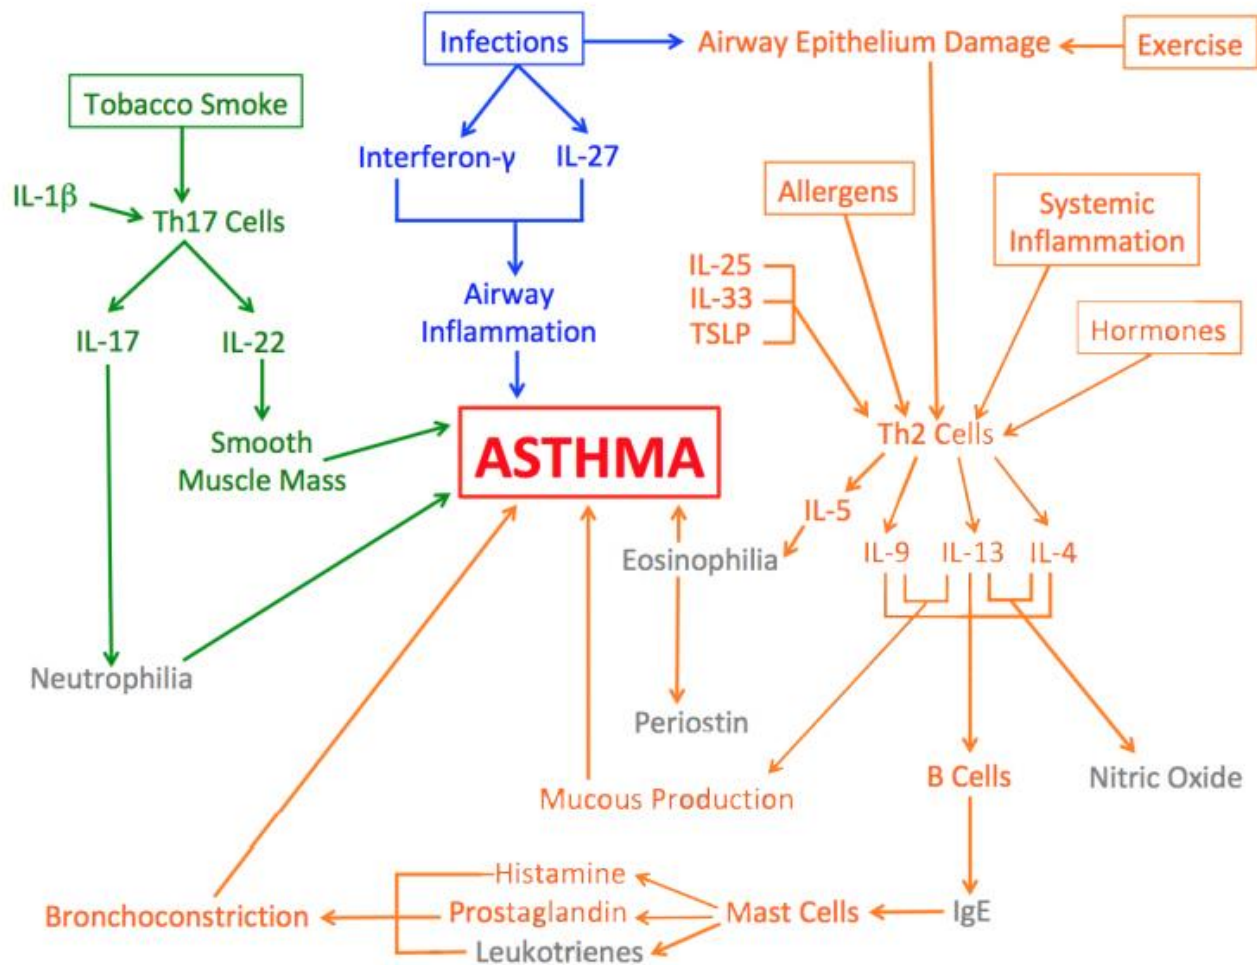 Infections
Airway Epithelium Damage
Exercise
Tobacco Smoke
Interferon-γ
IL-27
IL-1β
Th17 Cells
Allergens
Systemic
Inflammation
IL-25
IL-33
TSLP
Airway
Inflammation
Hormones
IL-17
IL-22
Smooth
Muscle Mass
ASTHMA
Th2 Cells
IL-5
Eosinophilia
IL-9
IL-13
IL-4
Neutrophilia
Periostin
Mucous Production
B Cells
Nitric Oxide
Histamine
Bronchoconstriction
Prostaglandin
Mast Cells
IgE
Leukotrienes